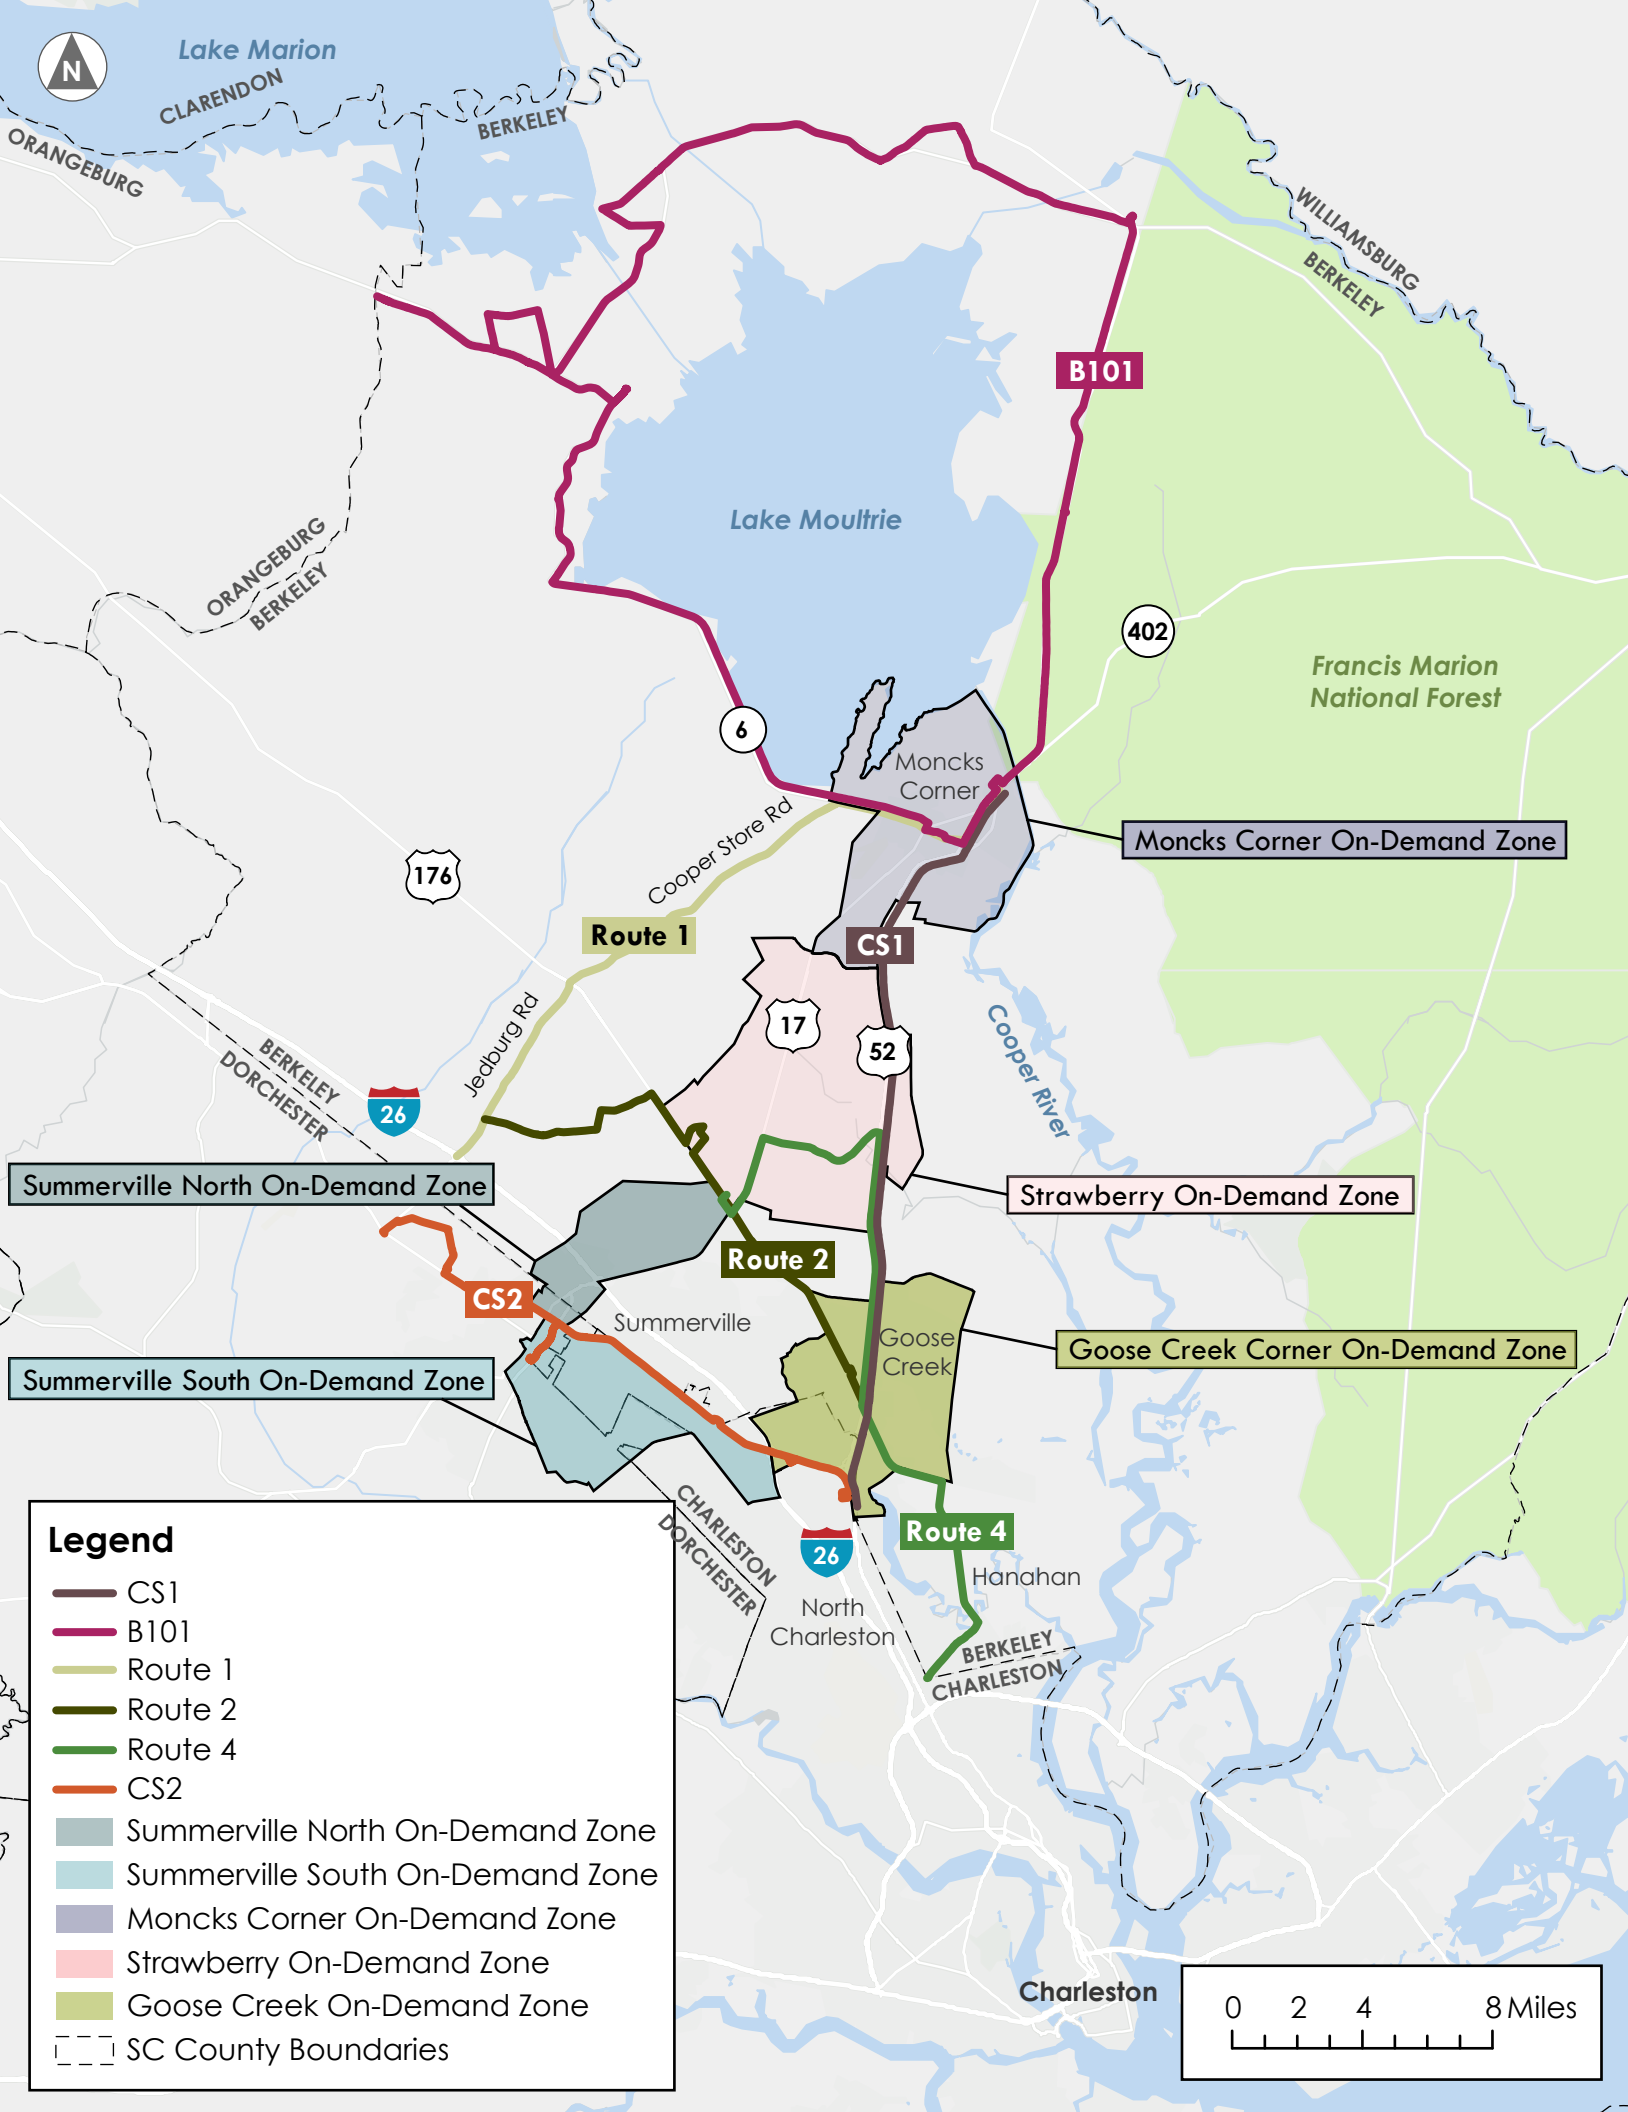 N
Lake Marion
CLARENDON
BERKELEY
ORANGEBURG
WILLIAMSBURG
BERKELEY
B101
Lake Moultrie
ORANGEBURG
BERKELEY
402
Francis Marion
National Forest
6
Moncks
Corner
Cooper Store Rd
Moncks Corner On-Demand Zone
176
Route 1
CS1
Jedburg Rd
17
52
Cooper River
BERKELEY
DORCHESTER
26
Summerville North On-Demand Zone
Strawberry On-Demand Zone
Route 2
CS2
Summerville
Goose
Creek
Goose Creek Corner On-Demand Zone
Summerville South On-Demand Zone
CHARLESTON
DORCHESTER
26
Route 4
Hanahan
North
Charleston
BERKELEY
CHARLESTON
Legend
CS1
B101
Route 1
Route 2
Route 4
CS2
Summerville North On-Demand Zone
Summerville South On-Demand Zone
Moncks Corner On-Demand Zone
Strawberry On-Demand Zone
Goose Creek On-Demand Zone
SC County Boundaries
Charleston
0 2 4 8 Miles